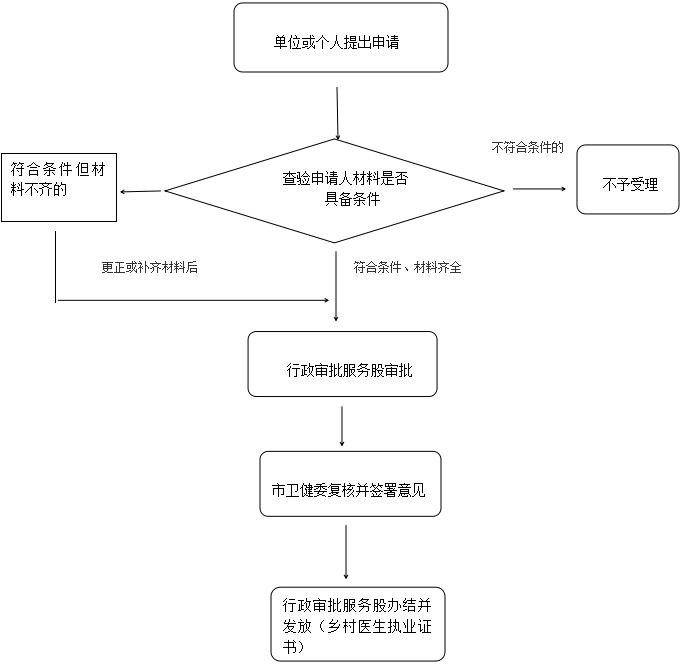 单位或个人提出申请
不符合条件的
符合条件但材
料不齐的
查验申请人材料是否
具备条件
不予受理
更正或补齐材料后
符合条件、材料齐全
行政审批服务股审批
市卫健委复核并签署意见
行政审批服务股办结并
发放（乡村医生执业证
书）